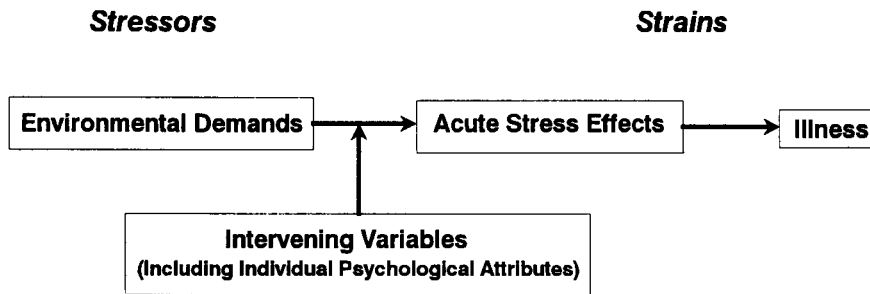 Stressors Strains
Environmental Demands Acute Stress Effects Illness
Intervening Variables
(Including Individual Psychological Attributes)